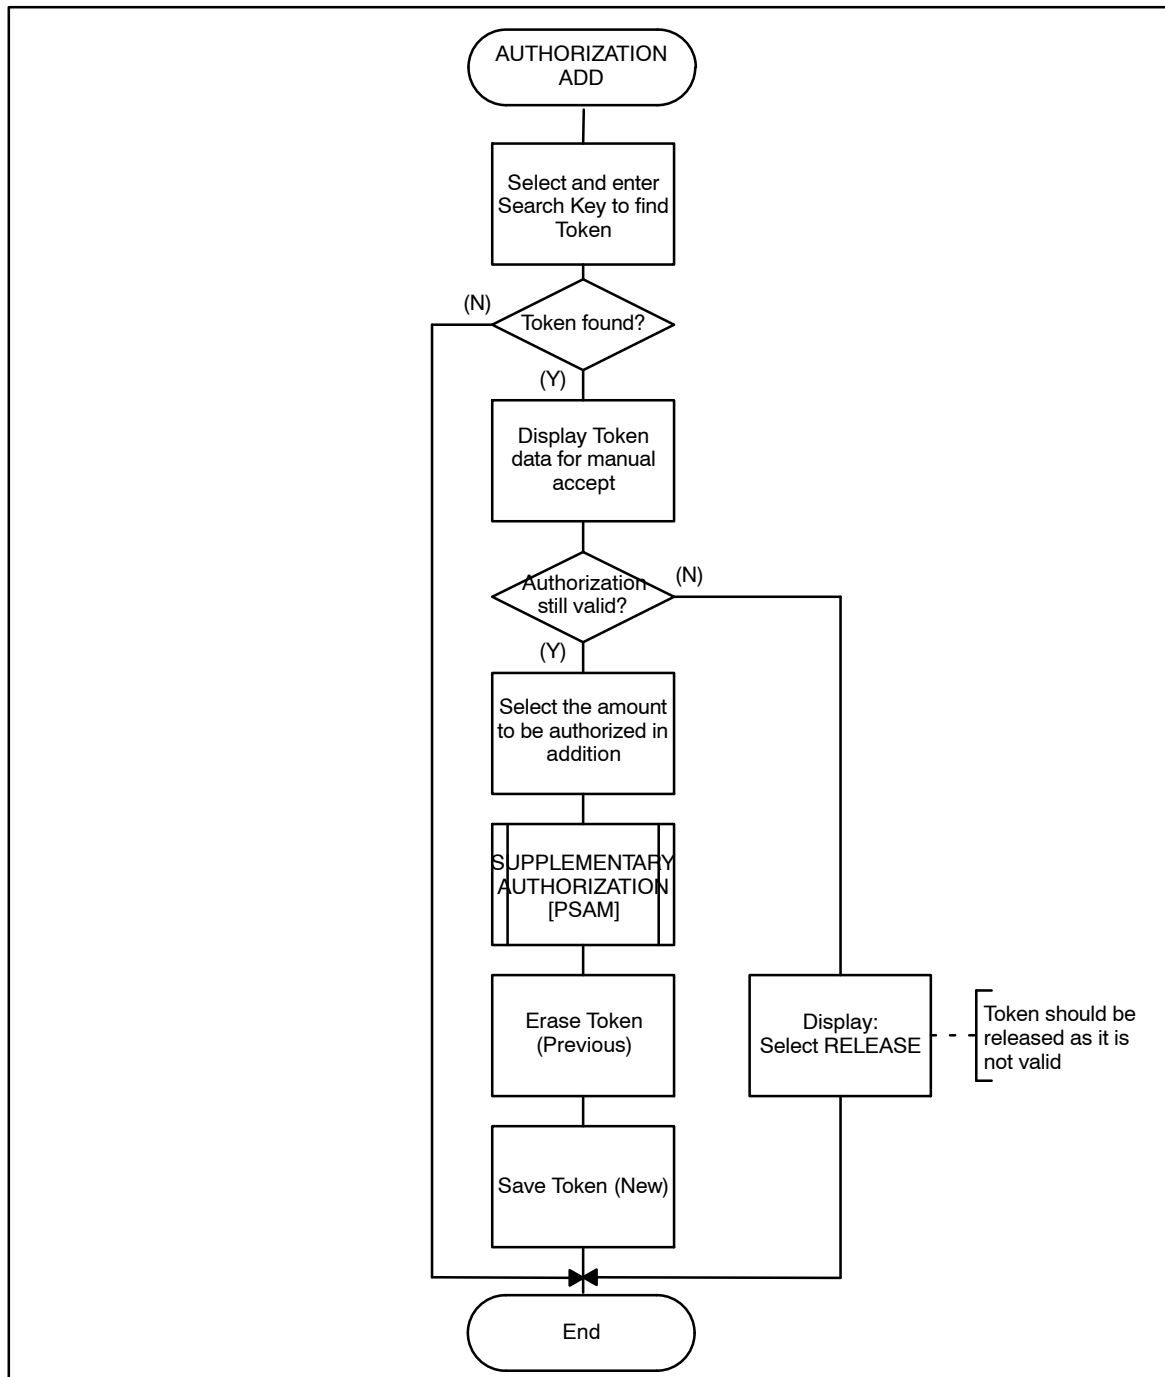 AUTHORIZATION
ADD
Select and enter
Search Key to find
Token
(N)
Token found?
(Y)
Display Token
data for manual
accept
Authorization
still valid?
(N)
(Y)
Select the amount
to be authorized in
addition
SUPPLEMENTARY
AUTHORIZATION
[PSAM]
Erase Token
(Previous)
Display:
Select RELEASE
Token should be
released as it is
not valid
Save Token (New)
End